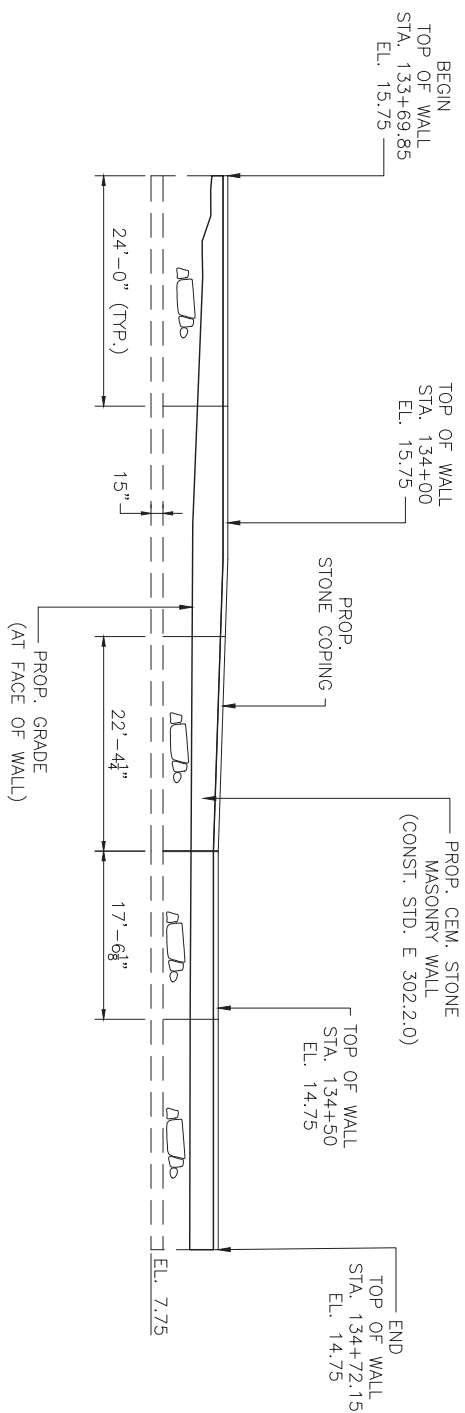 BEGIN
TOP OF WALL
STA. 133+69.85
EL. 15.75
TOP OF WALL
STA. 134+00
EL. 15.75
PROP.
STONE COPING
PROP. CEM. STONE
MASONRY WALL
(CONST. STD. E 302.2.0)
TOP OF WALL
STA. 134+50
EL. 14.75
END
TOP OF WALL
STA. 134+72.15
EL. 14.75
24'-0" (TYP.)
15"
22'-4¼"
17'-6⅛"
EL. 7.75
PROP. GRADE
(AT FACE OF WALL)